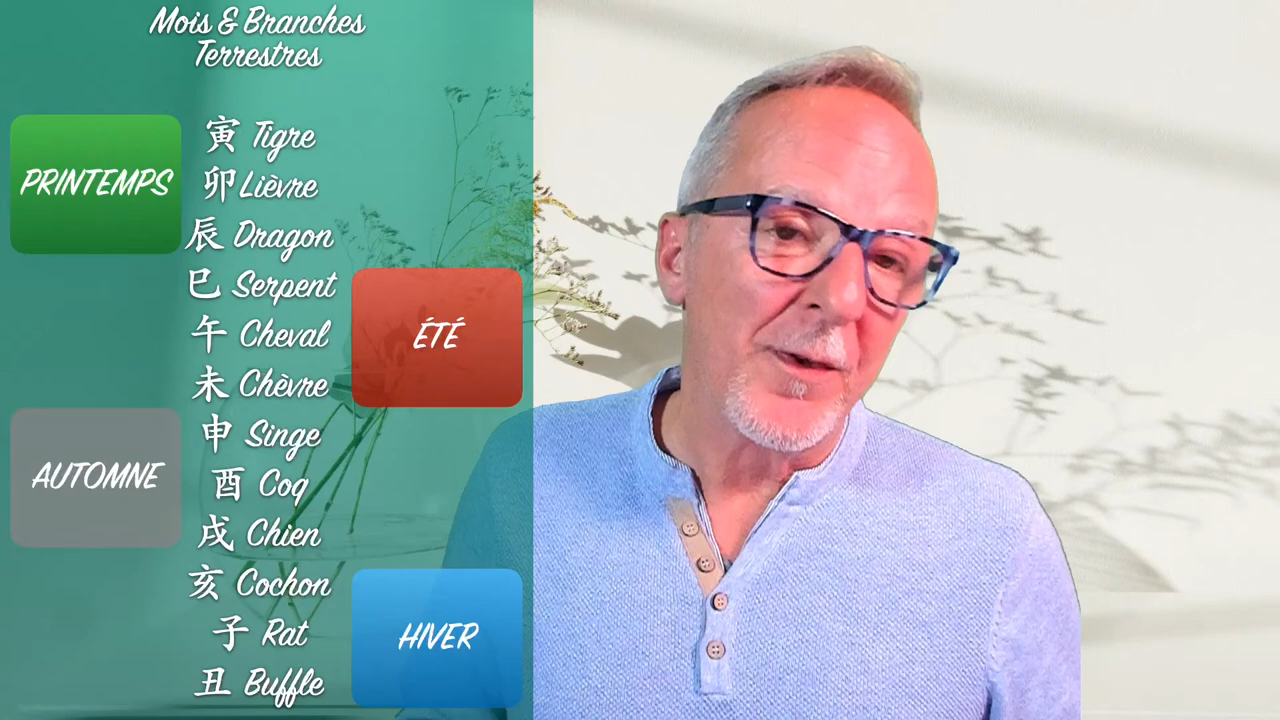 Mois & Branches
Terrestres
PRINTEMPS
寅 Tigre
卯 Lièvre
辰 Dragon
巳 Serpent
午 Cheval
未 Chèvre
ÉTÉ
申 Singe
酉 Coq
戌 Chien
AUTOMNE
亥 Cochon
子 Rat
丑 Buffle
HIVER